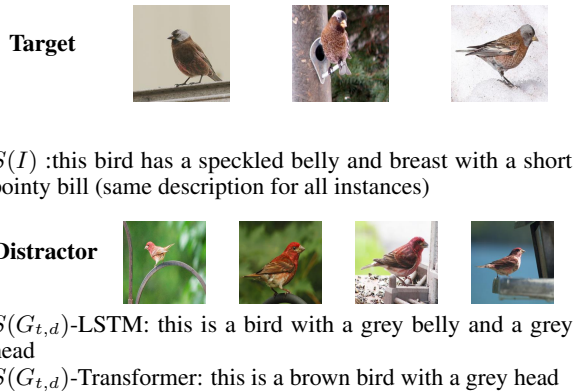 Target
S(I) :this bird has a speckled belly and breast with a short
pointy bill (same description for all instances)
Distractor
S(G_{t,d})-LSTM: this is a bird with a grey belly and a grey
head
S(G_{t,d})-Transformer: this is a brown bird with a grey head